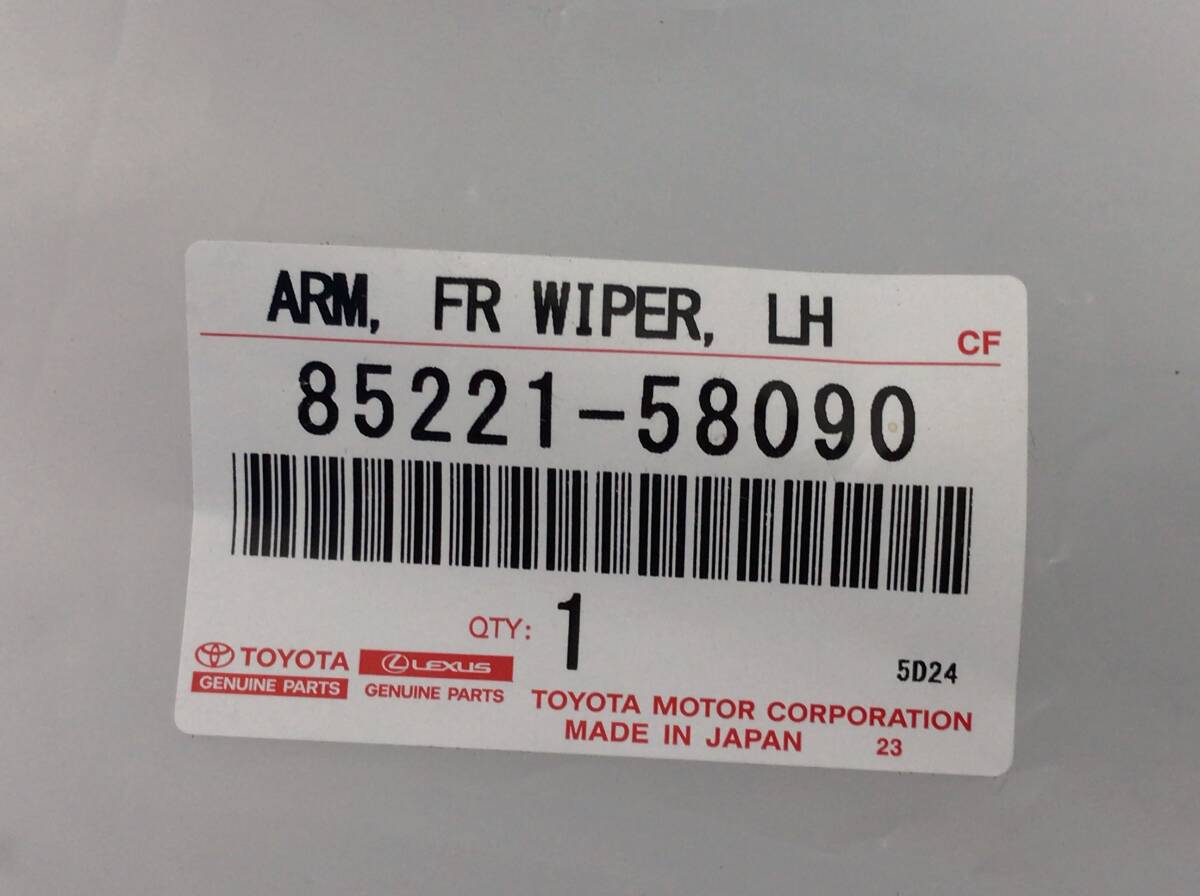 ARM, FR WIPER, LH
CF
85221-58090
QTY: 1
5D24
TOYOTA
GENUINE PARTS
LEXUS
GENUINE PARTS
TOYOTA MOTOR CORPORATION
MADE IN JAPAN 23